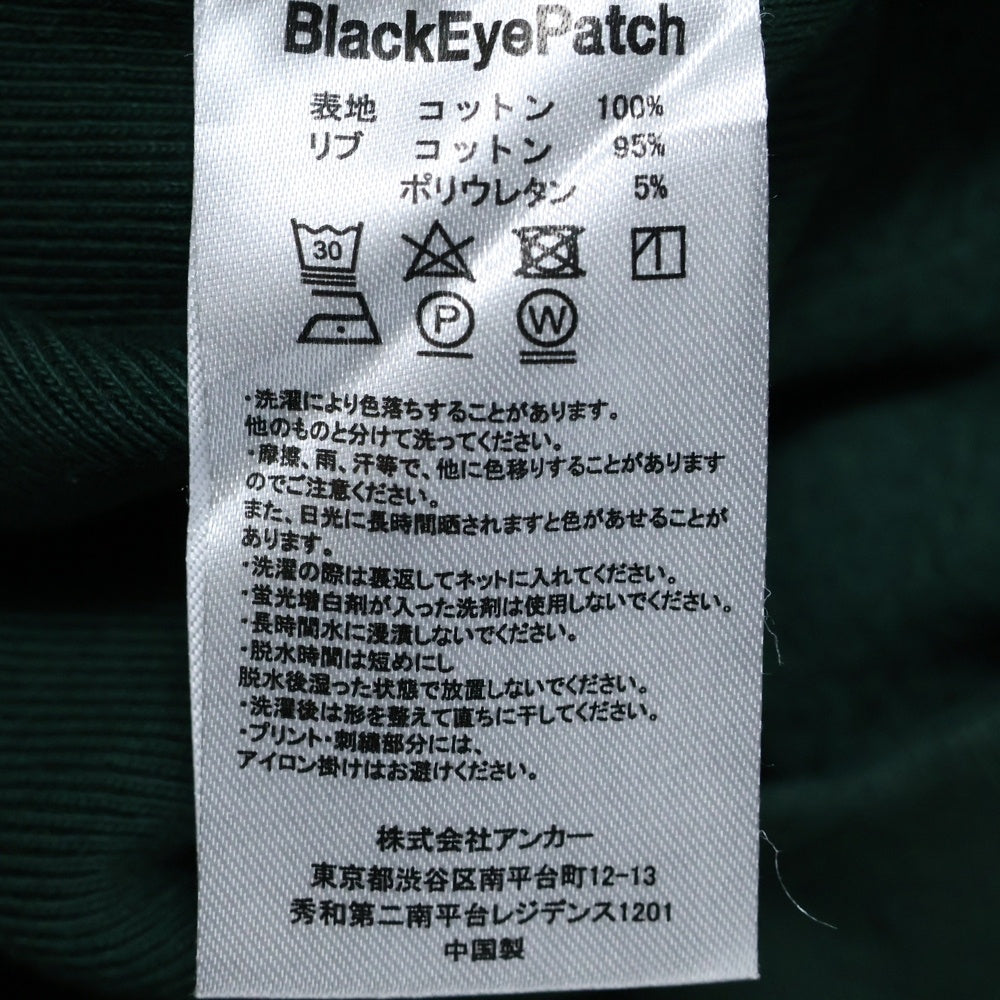 BlackEyePatch
表地 コットン 100%
リブ コットン 95%
ポリウレタン 5%
30
P W
・洗濯により色落ちすることがあります。
他のものと分けて洗ってください。
・摩擦、雨、汗等で、他に色移りすることがあります
のでご注意ください。
また、日光に長時間晒されますと色があせることが
あります。
・洗濯の際は裏返してネットに入れてください。
・蛍光増白剤が入った洗剤は使用しないでください。
・長時間水に浸漬しないでください。
・脱水時間は短めにし
脱水後湿った状態で放置しないでください。
・洗濯後は形を整えて直ちに干してください。
・プリント・刺繍部分には、
アイロン掛けはお避けください。
株式会社アンカー
東京都渋谷区南平台町12-13
秀和第二南平台レジデンス1201
中国製